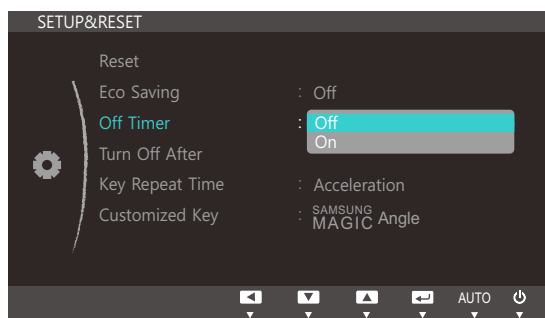 SETUP&RESET
Reset
Eco Saving : Off
Off Timer : Off
On
Turn Off After
Key Repeat Time : Acceleration
Customized Key : SAMSUNG MAGIC Angle
AUTO